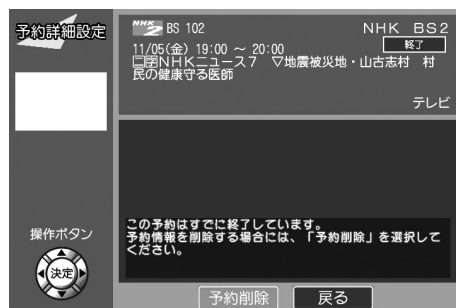 予約詳細設定
NHK 2 BS 102
NHK BS2
11/05(金) 19:00 ～ 20:00
終了
二字NHKニュース7 ▽地震被災地・山古志村 村
民の健康守る医師
テレビ
この予約はすでに終了しています。
予約情報を削除する場合には、「予約削除」を選択して
ください。
操作ボタン
決定
予約削除
戻る